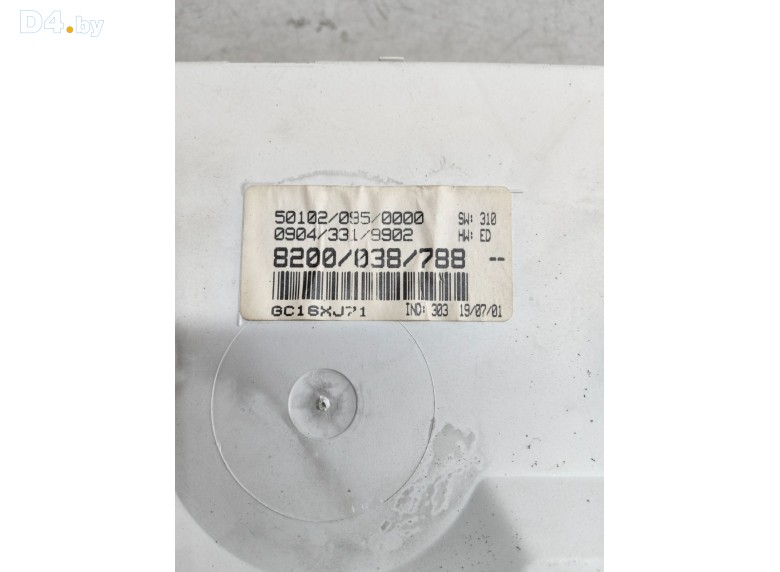 D4.by
50102/095/0000 SW: 310
0904/331/9902 HW: ED
8200/038/788 --
GC16XJ71 IND: 303 19/07/01